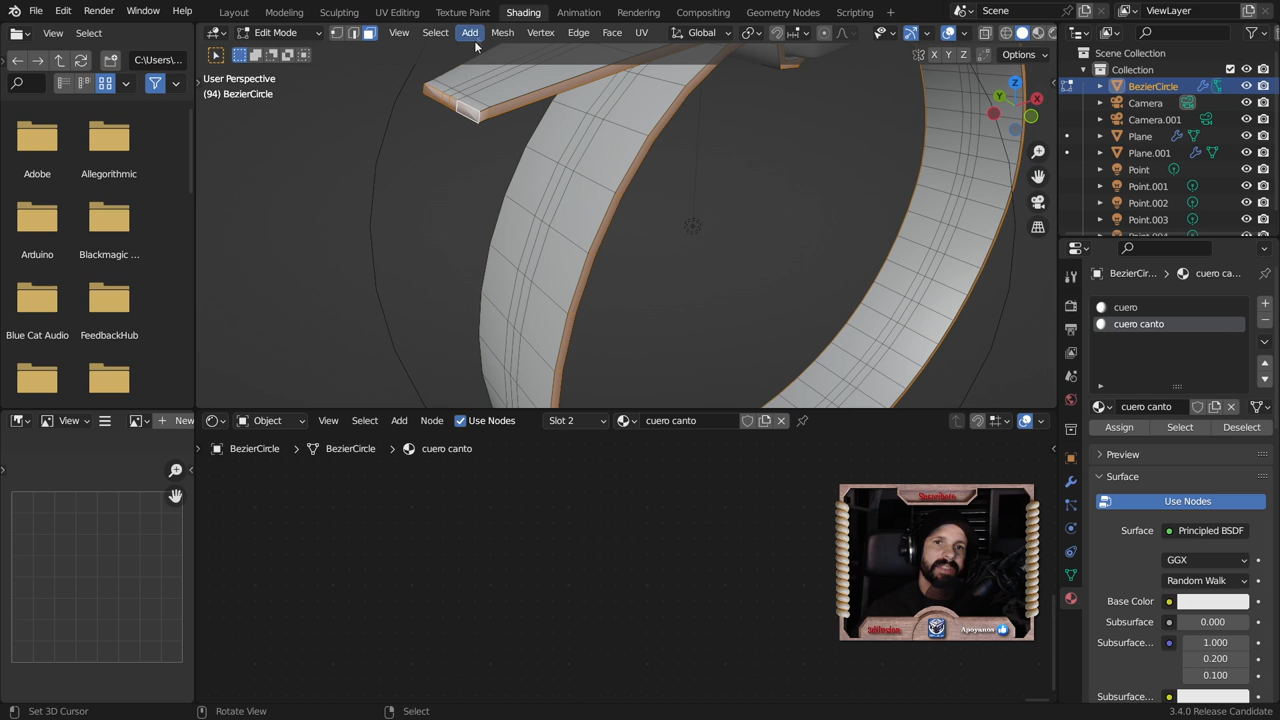 File Edit Render Window Help Layout Modeling Sculpting UV Editing Texture Paint Shading Animation Rendering Compositing Geometry Nodes Scripting Scene ViewLayer
View Select Edit Mode View Select Add Mesh Vertex Edge Face UV Global
C:\Users\... X Y Z Options Scene Collection
Collection
User Perspective
(94) BezierCircle
BezierCircle
Camera
Camera.001
Plane
Plane.001
Point
Point.001
Point.002
Point.003
Z
Y
X
Adobe Allegorithmic
Arduino Blackmagic ...
Blue Cat Audio FeedbackHub
BezierCir... cuero ca...
cuero
cuero canto
cuero canto
Assign Select Deselect
Preview
Surface
Use Nodes
Surface Principled BSDF
GGX
Random Walk
Base Color
Subsurface 0.000
Subsurface... 1.000
0.200
0.100
Subsurface...
View New Object View Select Add Node Use Nodes Slot 2 cuero canto
BezierCircle BezierCircle cuero canto
Apoyanos
Set 3D Cursor Rotate View Select 3.4.0 Release Candidate